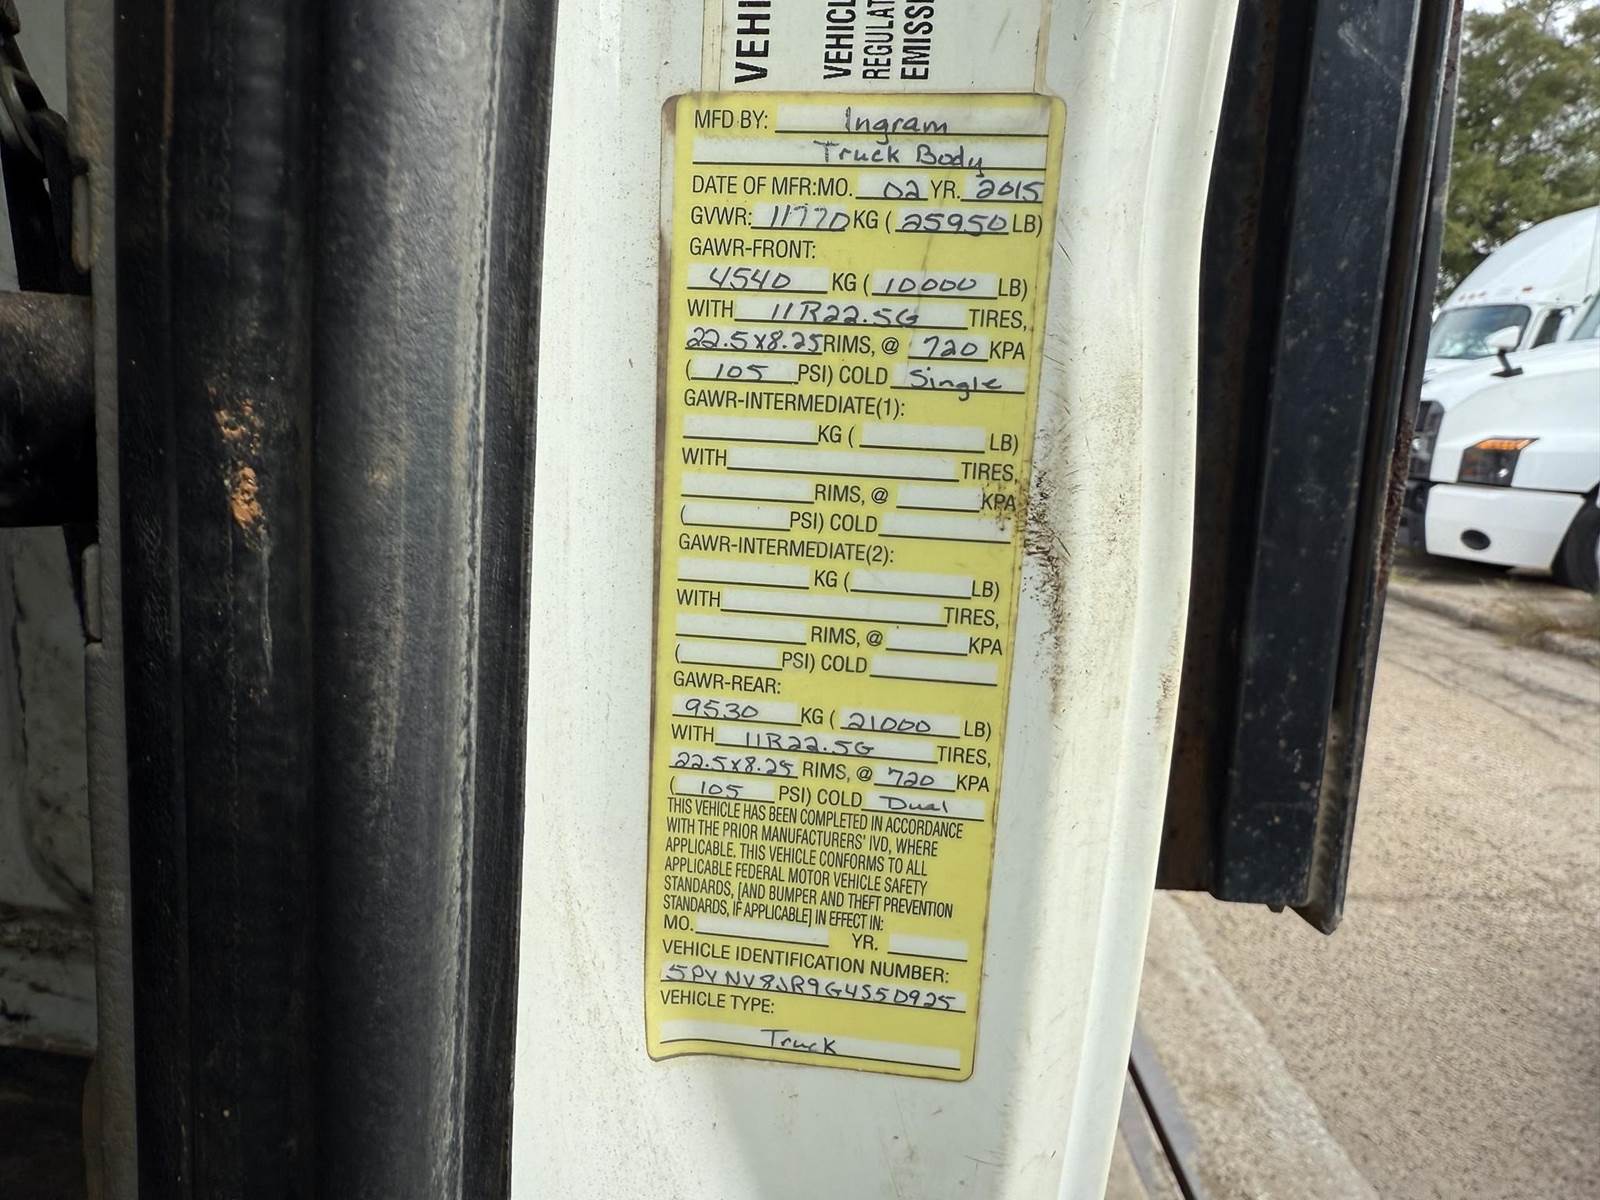 VEHI
VEHICL
REGULAT
EMISSI
MFD BY: Ingram
Truck Body
DATE OF MFR:MO. 02 YR. 2015
GVWR: 11770 KG ( 25950 LB)
GAWR-FRONT:
4540 KG ( 10000 LB)
WITH 11R22.5G TIRES,
22.5x8.25 RIMS, @ 720 KPA
( 105 PSI) COLD Single
GAWR-INTERMEDIATE(1):
KG ( LB)
WITH TIRES,
RIMS, @ KPA
( PSI) COLD
GAWR-INTERMEDIATE(2):
KG ( LB)
WITH TIRES,
RIMS, @ KPA
( PSI) COLD
GAWR-REAR:
9530 KG ( 21000 LB)
WITH 11R22.5G TIRES,
22.5x8.25 RIMS, @ 720 KPA
( 105 PSI) COLD Dual
THIS VEHICLE HAS BEEN COMPLETED IN ACCORDANCE
WITH THE PRIOR MANUFACTURERS' IVD, WHERE
APPLICABLE. THIS VEHICLE CONFORMS TO ALL
APPLICABLE FEDERAL MOTOR VEHICLE SAFETY
STANDARDS, [AND BUMPER AND THEFT PREVENTION
STANDARDS, IF APPLICABLE] IN EFFECT IN:
MO. YR.
VEHICLE IDENTIFICATION NUMBER:
5PVNV8JR9G4S50925
VEHICLE TYPE:
Truck